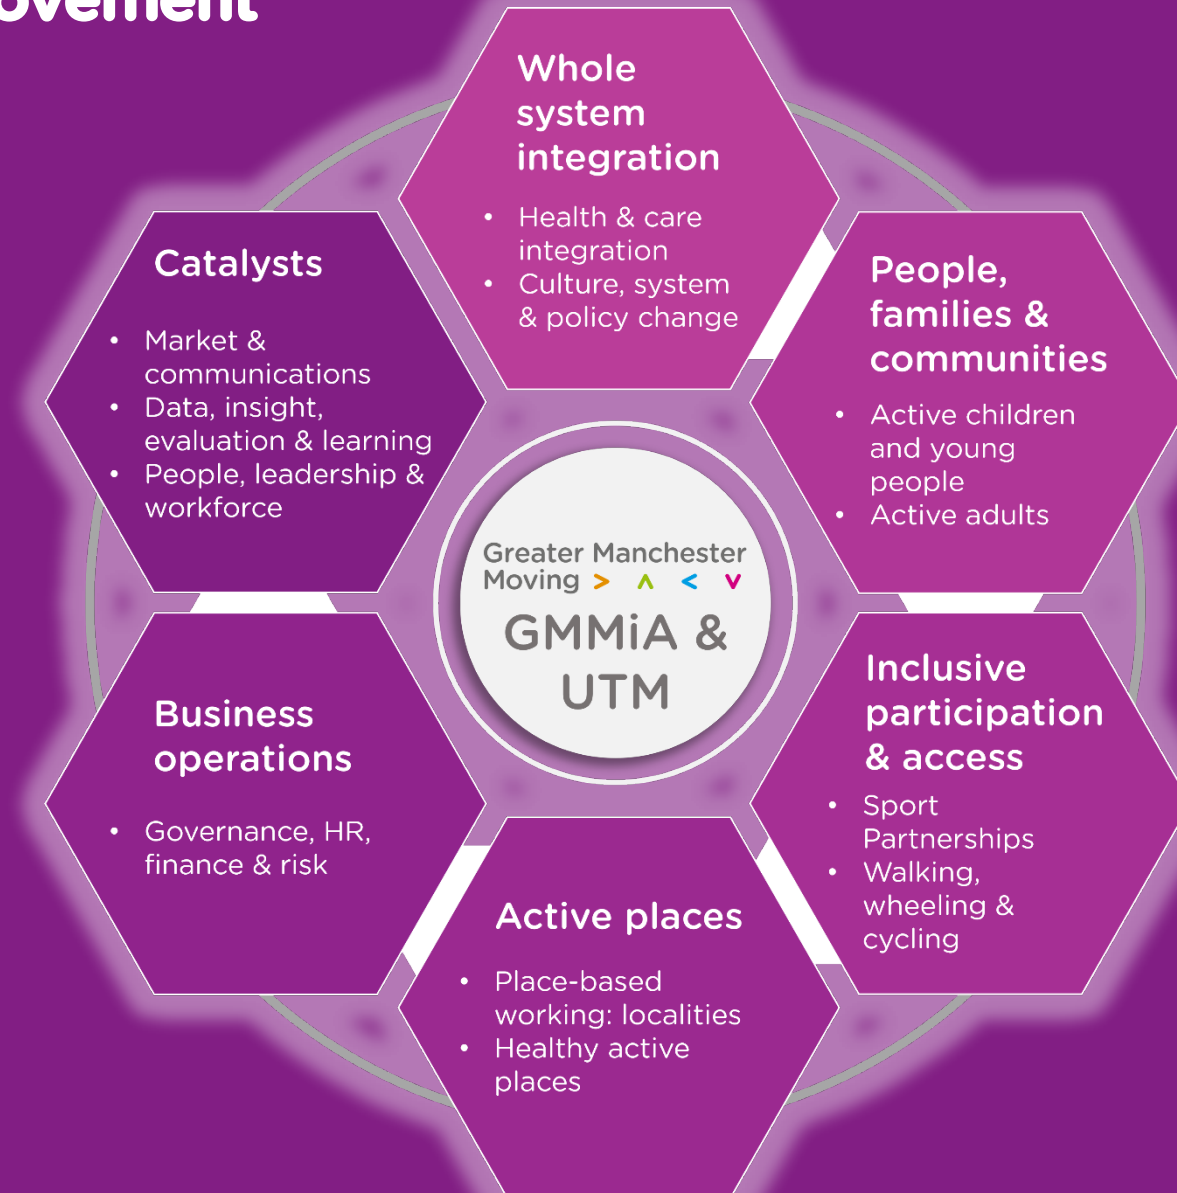 Whole
system
integration
• Health & care
integration
• Culture, system
& policy change
People,
families &
communities
• Active children
and young
people
• Active adults
Inclusive
participation
& access
• Sport
Partnerships
• Walking,
wheeling &
cycling
Active places
• Place-based
working: localities
• Healthy active
places
Business
operations
• Governance, HR,
finance & risk
Catalysts
• Market &
communications
• Data, insight,
evaluation & learning
• People, leadership &
workforce
Greater Manchester
Moving > ʌ < v
GMMiA &
UTM